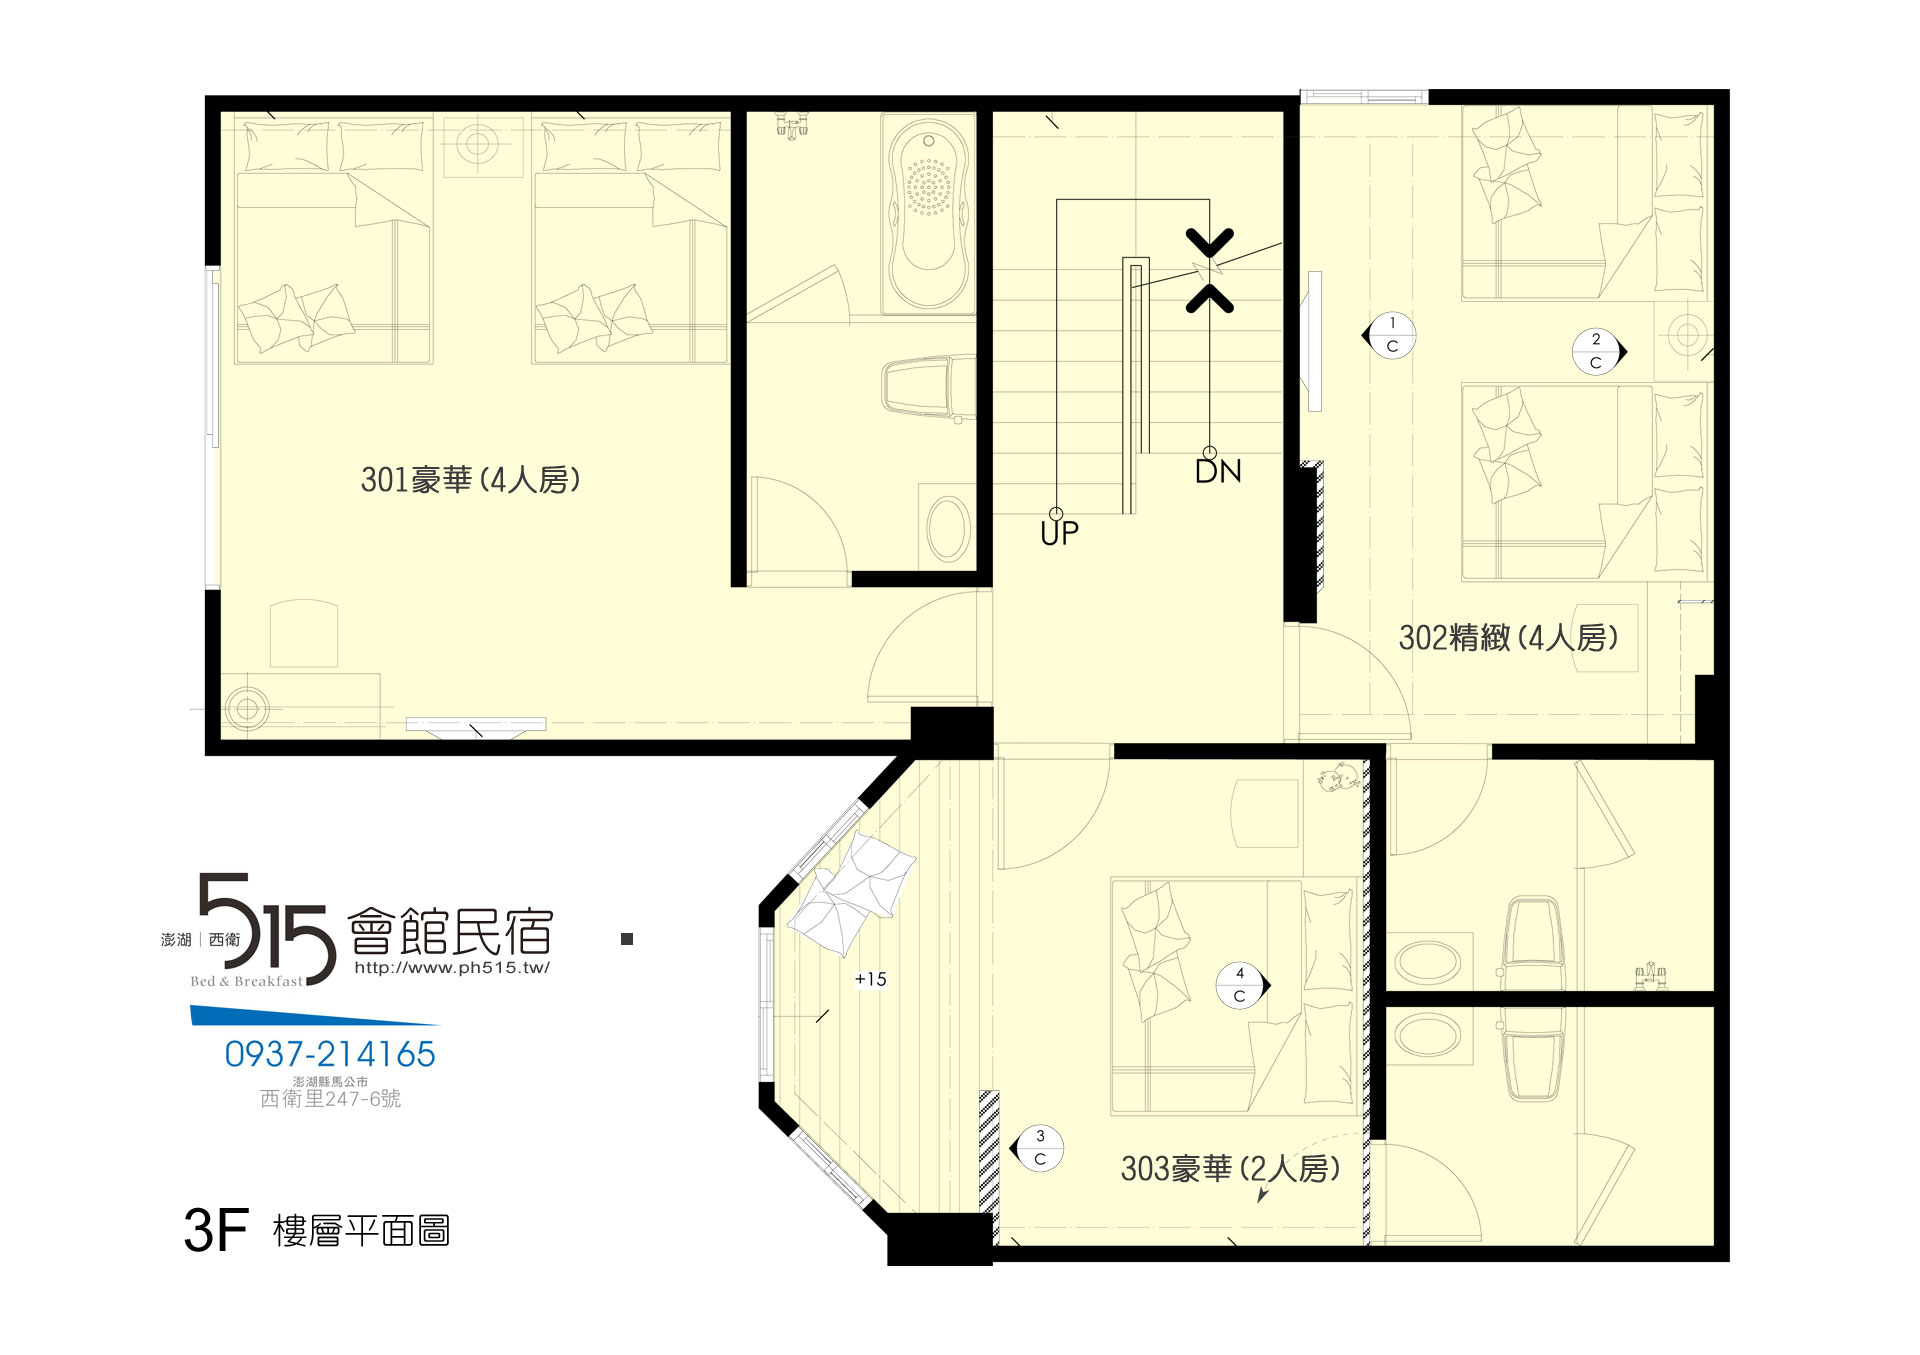 301豪華(4人房)
UP
DN
1
C
2
C
302精緻(4人房)
+15
4
C
3
C
303豪華(2人房)
澎湖|西衛
515
會館民宿
http://www.ph515.tw/
Bed & Breakfast
0937-214165
澎湖縣馬公市
西衛里247-6號
3F 樓層平面圖